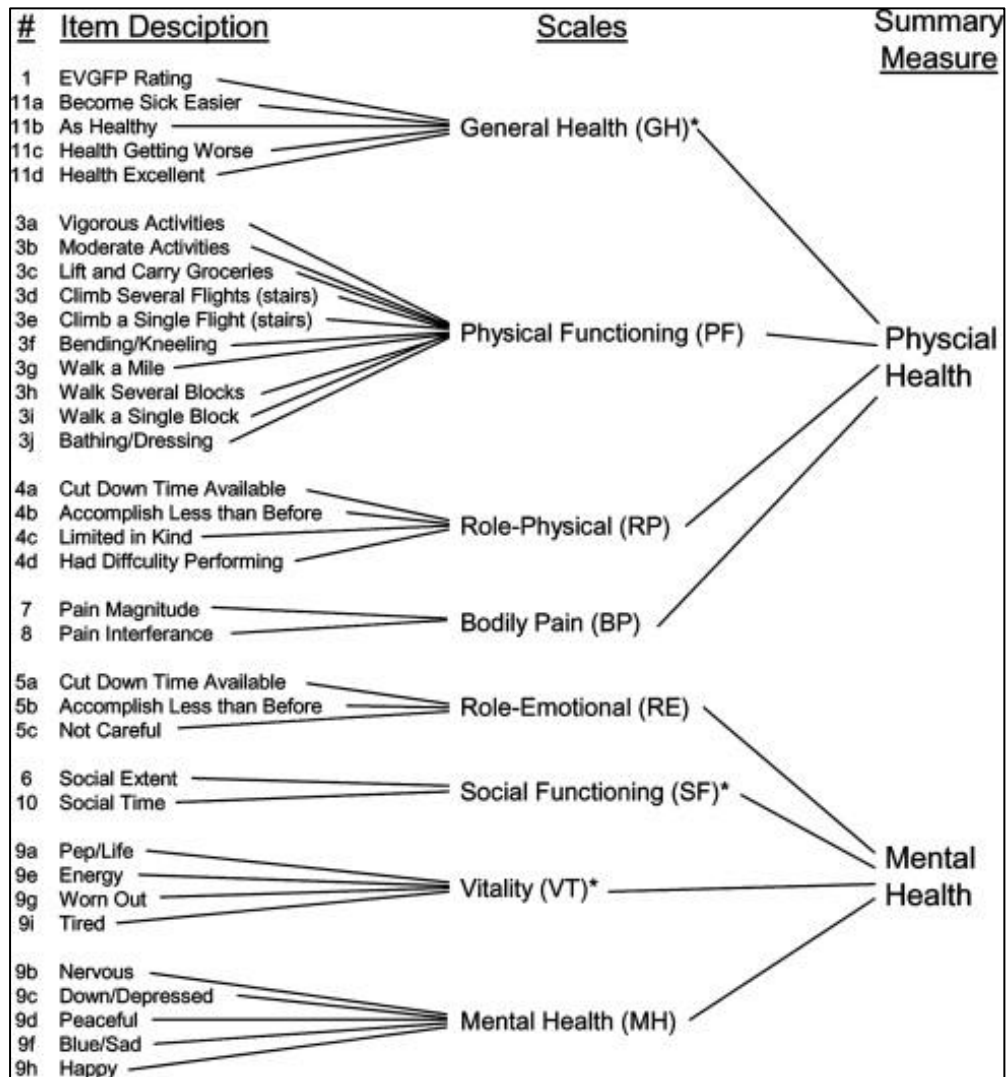 # Item Desciption Scales Summary
Measure
1 EVGFP Rating
11a Become Sick Easier
11b As Healthy General Health (GH)*
11c Health Getting Worse
11d Health Excellent
3a Vigorous Activities
3b Moderate Activities
3c Lift and Carry Groceries
3d Climb Several Flights (stairs)
3e Climb a Single Flight (stairs) Physical Functioning (PF) Physcial
3f Bending/Kneeling Health
3g Walk a Mile
3h Walk Several Blocks
3i Walk a Single Block
3j Bathing/Dressing
4a Cut Down Time Available
4b Accomplish Less than Before Role-Physical (RP)
4c Limited in Kind
4d Had Diffculity Performing
7 Pain Magnitude Bodily Pain (BP)
8 Pain Interferance
5a Cut Down Time Available
5b Accomplish Less than Before Role-Emotional (RE)
5c Not Careful
6 Social Extent Social Functioning (SF)*
10 Social Time
9a Pep/Life Mental
9e Energy Vitality (VT)* Health
9g Worn Out
9i Tired
9b Nervous
9c Down/Depressed
9d Peaceful Mental Health (MH)
9f Blue/Sad
9h Happy